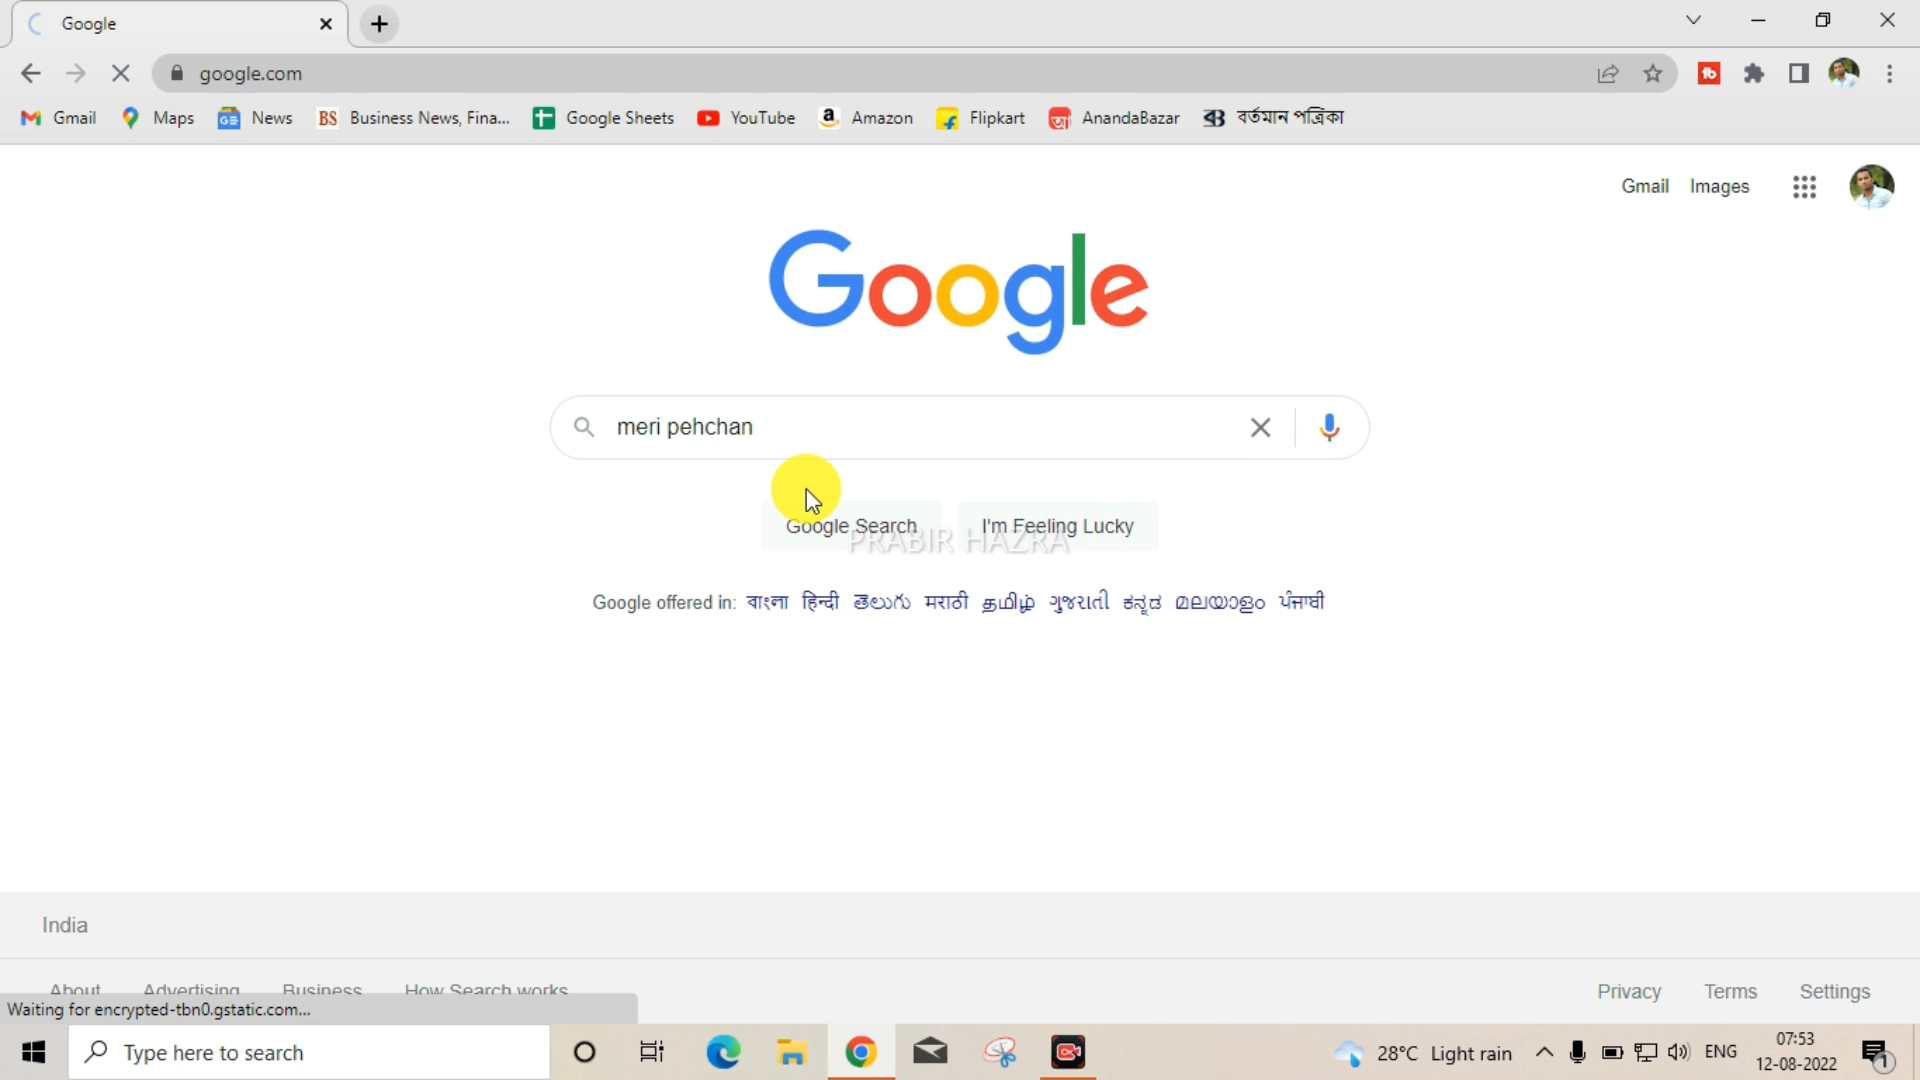 Google
google.com
Gmail Maps News BS Business News, Fina... Google Sheets YouTube Amazon Flipkart AnandaBazar বর্তমান পত্রিকা
Gmail Images
Google
meri pehchan
Google Search I'm Feeling Lucky
PRABIR HAZRA
Google offered in: বাংলা हिन्दी తెలుగు मराठी தமிழ் ગુજરાતી ಕನ್ನಡ മലയാളം ਪੰਜਾਬੀ
India
About Advertising Business How Search works
Privacy Terms Settings
Waiting for encrypted-tbn0.gstatic.com...
Type here to search
28°C Light rain
ENG
07:53
12-08-2022
1